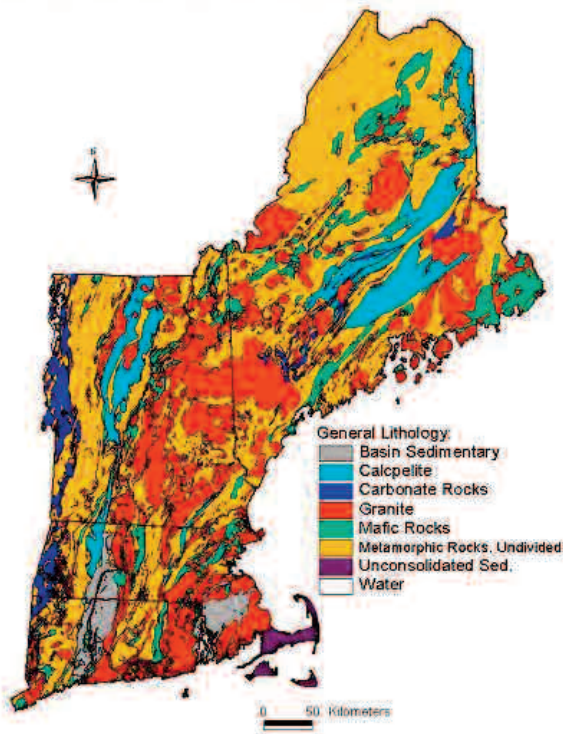 N
General Lithology:
Basin Sedimentary
Calcpelite
Carbonate Rocks
Granite
Mafic Rocks
Metamorphic Rocks, Undivided
Unconsolidated Sed.
Water
0 50 Kilometers